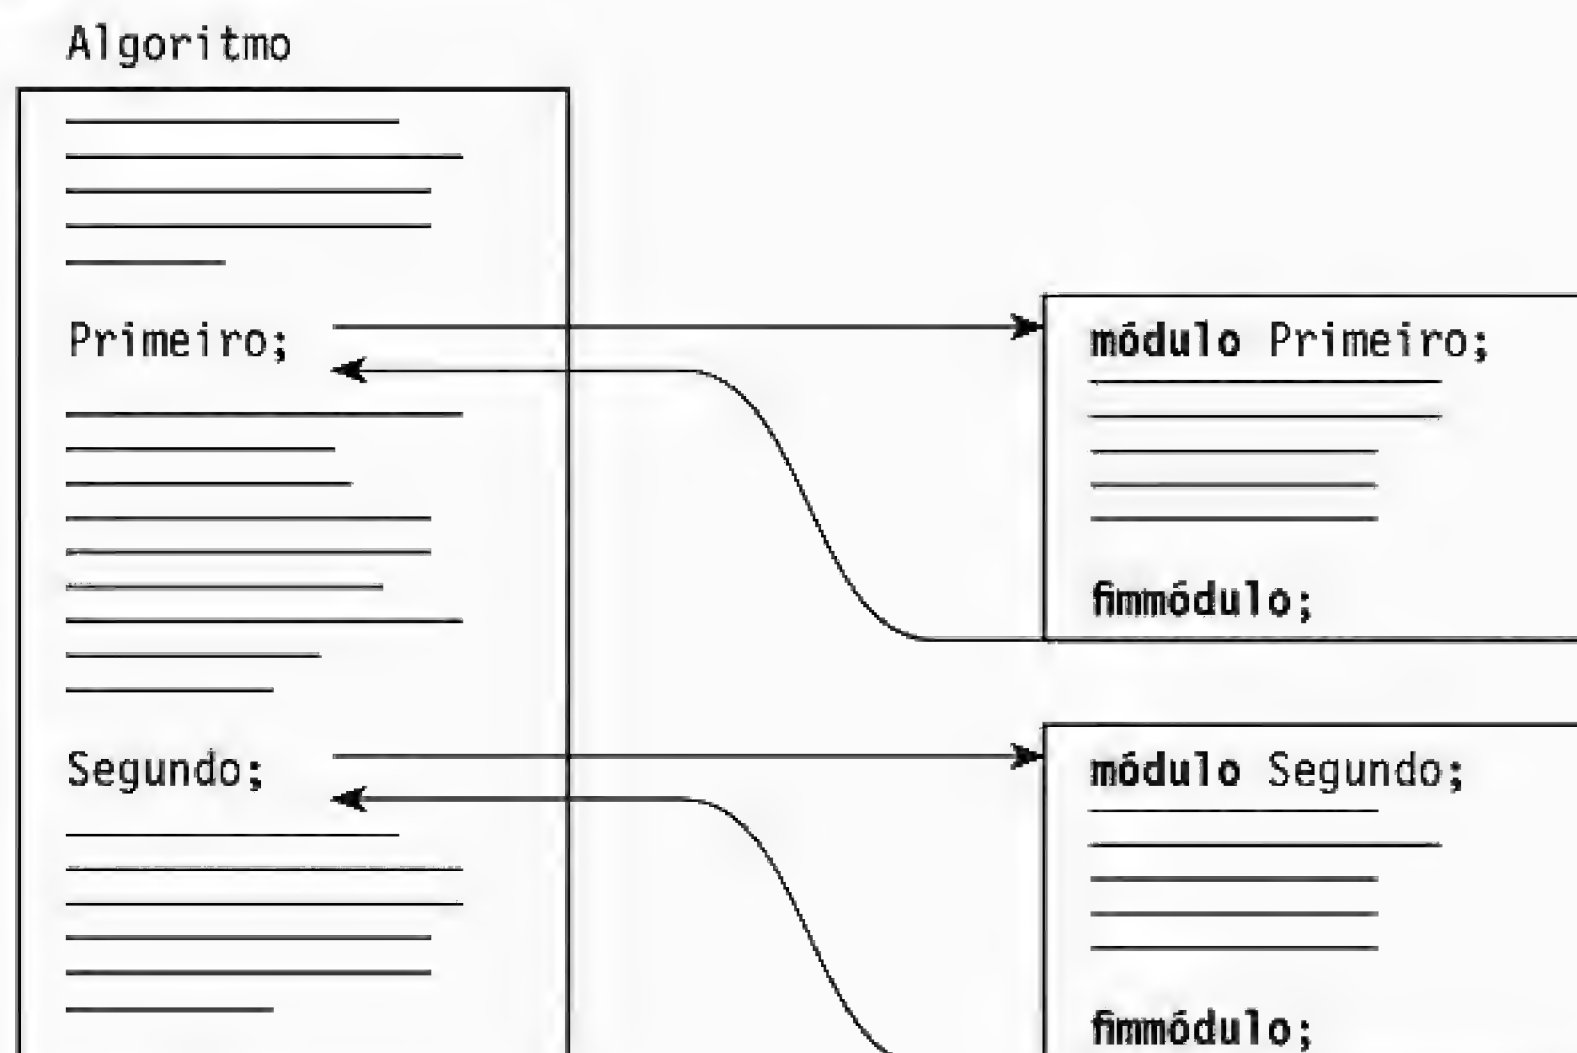 Algoritmo
Primeiro;
Segundo;
módulo Primeiro;
fimmódulo;
módulo Segundo;
fimmódulo;